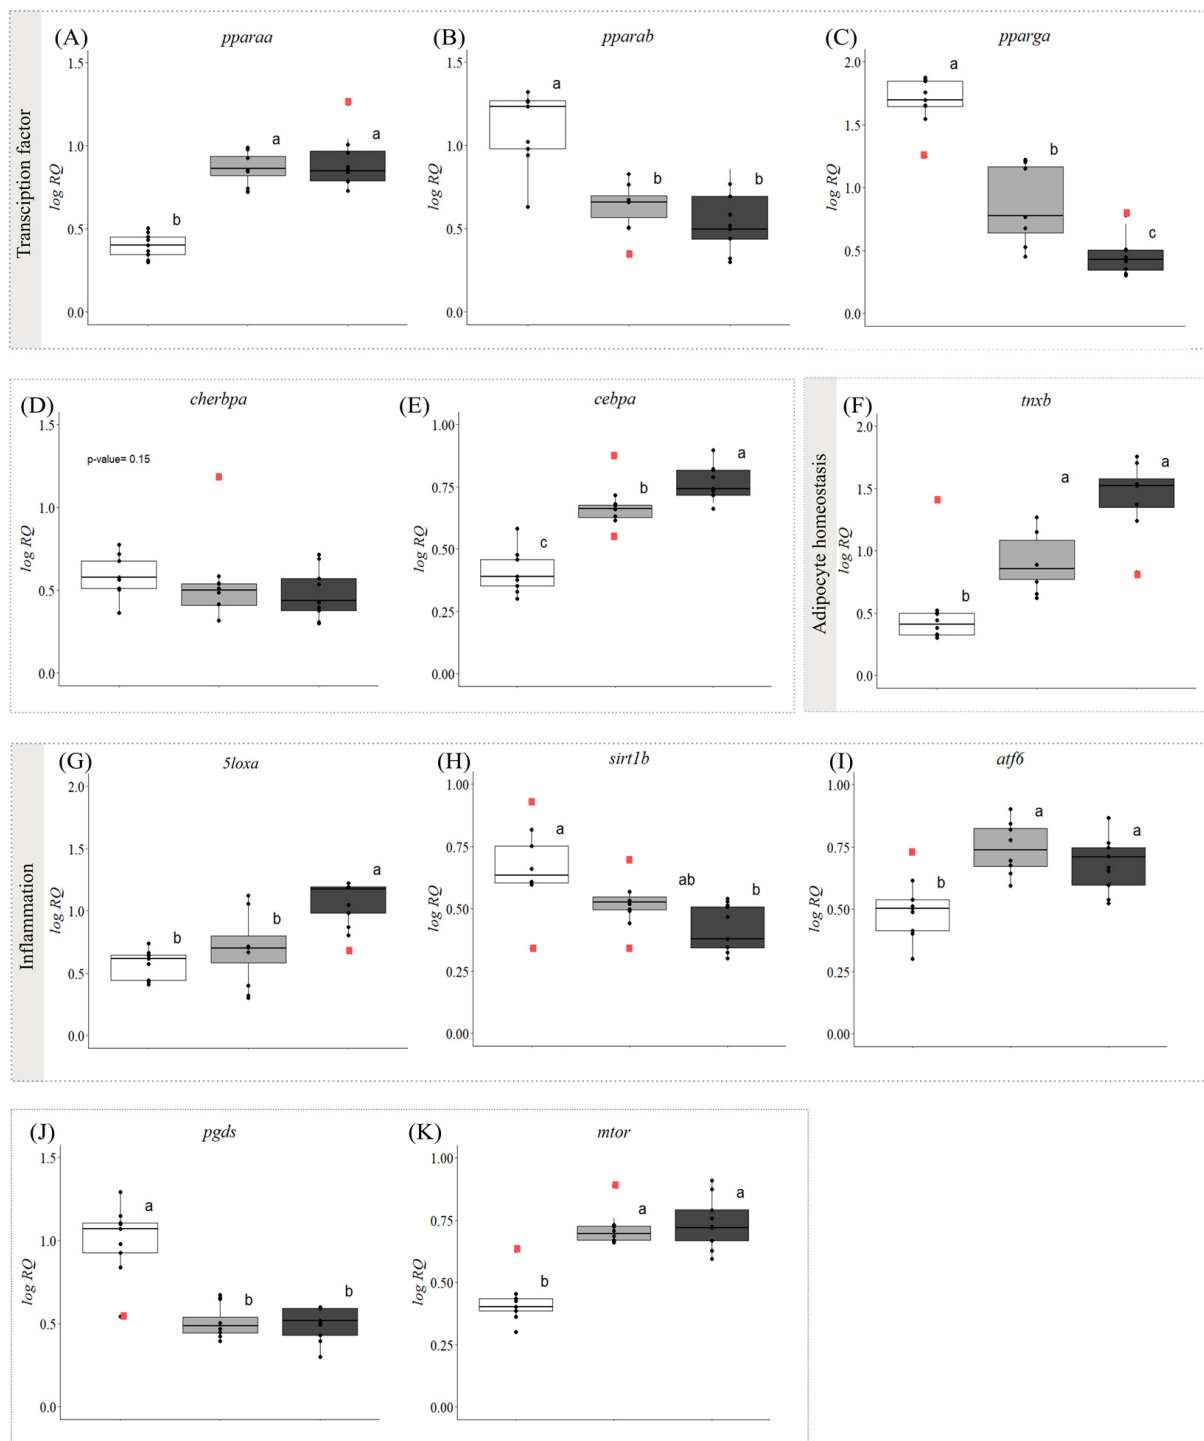 Transciption factor
(A)
pparaa
log RQ
1.5
1.0
0.5
0.0
b
a
a
(B)
pparab
log RQ
1.5
1.0
0.5
0.0
a
b
b
(C)
pparga
log RQ
2.0
1.5
1.0
0.5
0.0
a
b
c
(D)
cherbpa
log RQ
1.5
1.0
0.5
0.0
p-value= 0.15
(E)
cebpa
log RQ
1.00
0.75
0.50
0.25
0.00
c
b
a
Adipocyte homeostasis
(F)
tnxb
log RQ
2.0
1.5
1.0
0.5
0.0
b
a
a
Inflammation
(G)
5loxa
log RQ
2.0
1.5
1.0
0.5
0.0
b
b
a
(H)
sirt1b
log RQ
1.00
0.75
0.50
0.25
0.00
a
ab
b
(I)
atf6
log RQ
1.00
0.75
0.50
0.25
0.00
b
a
a
(J)
pgds
log RQ
1.5
1.0
0.5
0.0
a
b
b
(K)
mtor
log RQ
1.00
0.75
0.50
0.25
0.00
b
a
a